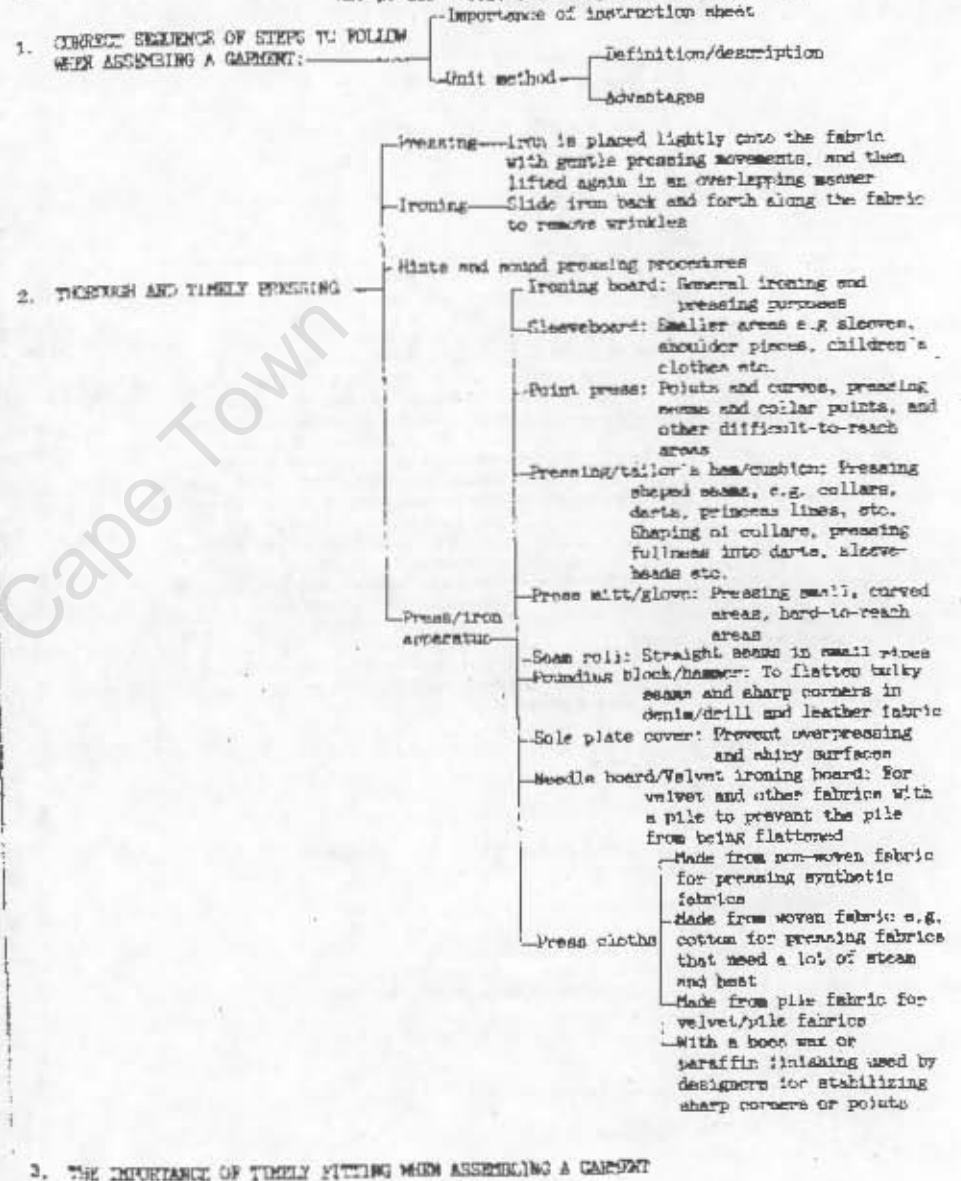 Importance of instruction sheet
1. CORRECT SEQUENCE OF STEPS TO FOLLOW
WHEN ASSEMBING A GARMENT:
Unit method
Definition/description
Advantages
2. THOROUGH AND TIMELY PRESSING
Pressing iron is placed lightly onto the fabric
with gentle pressing movements, and then
lifted again in an overlapping manner
Ironing Slide iron back and forth along the fabric
to remove wrinkles
Hints and sound pressing procedures
Press/iron
apparatus
Ironing board: General ironing and
pressing purposes
Sleeveboard: Smaller areas e.g sleeves,
shoulder pieces, children's
clothes etc.
Point press: Points and curves, pressing
seams and collar points, and
other difficult-to-reach
areas
Pressing/tailor's ham/cushion: Pressing
shaped seams, e.g. collars,
darts, princess lines, etc.
Shaping of collars, pressing
fullness into darts, sleeve-
heads etc.
Press mitt/glove: Pressing small, curved
areas, hard-to-reach
areas
Seam roll: Straight seams in small pipes
Pounding block/hammer: To flatten bulky
seams and sharp corners in
denim/drill and leather fabric
Sole plate cover: Prevent overpressing
and shiny surfaces
Needle board/Velvet ironing board: For
velvet and other fabrics with
a pile to prevent the pile
from being flattened
Press cloths
Made from non-woven fabric
for pressing synthetic
fabrics
Made from woven fabric e.g.
cotton for pressing fabrics
that need a lot of steam
and heat
Made from pile fabric for
velvet/pile fabrics
With a bees wax or
paraffin finishing used by
designers for stabilizing
sharp corners or points
3. THE IMPORTANCE OF TIMELY FITTING WHEN ASSEMBLING A GARMENT
Cape Town